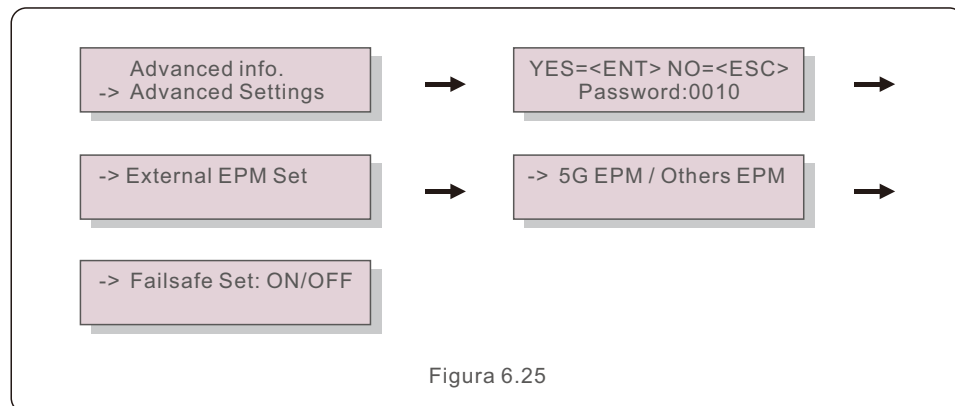 Advanced info.
-> Advanced Settings
YES=<ENT> NO=<ESC>
Password:0010
-> External EPM Set
-> 5G EPM / Others EPM
-> Failsafe Set: ON/OFF
Figura 6.25